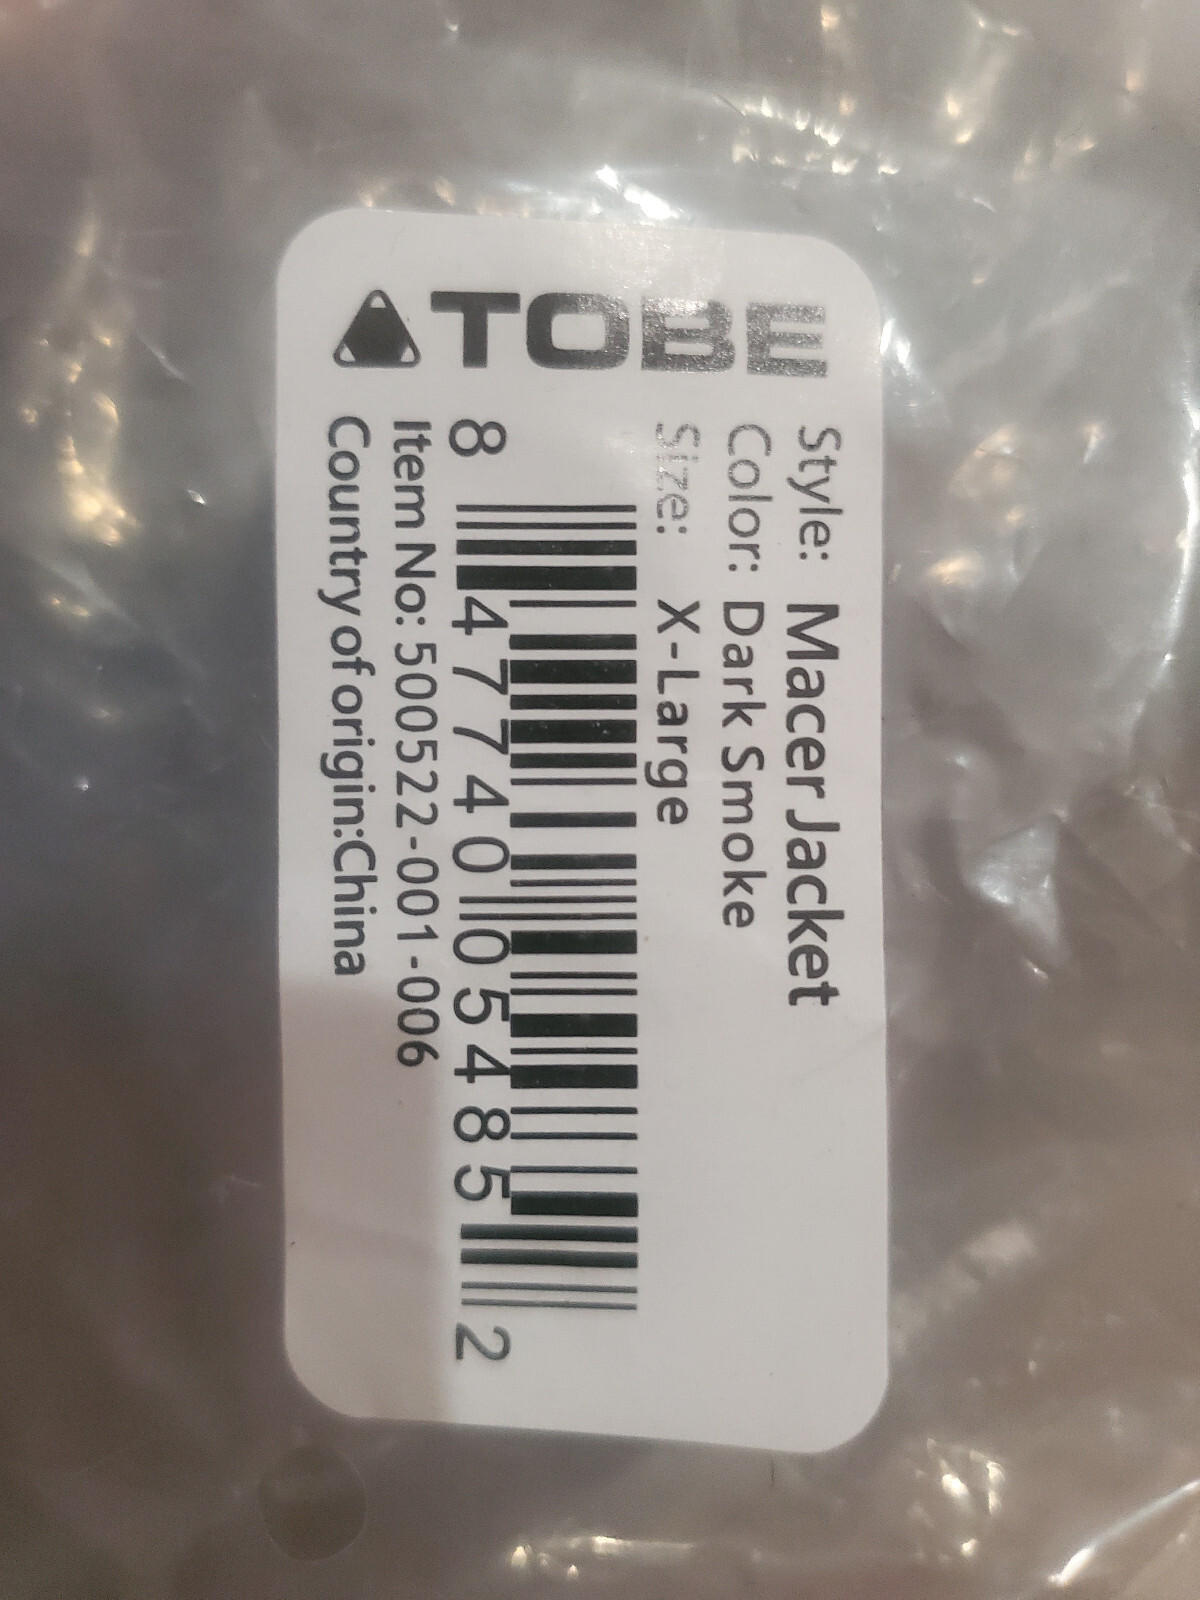 TOBE
Style: Macer Jacket
Color: Dark Smoke
Size: X-Large
8 47740 05485 2
Item No: 500522-001-006
Country of origin:China